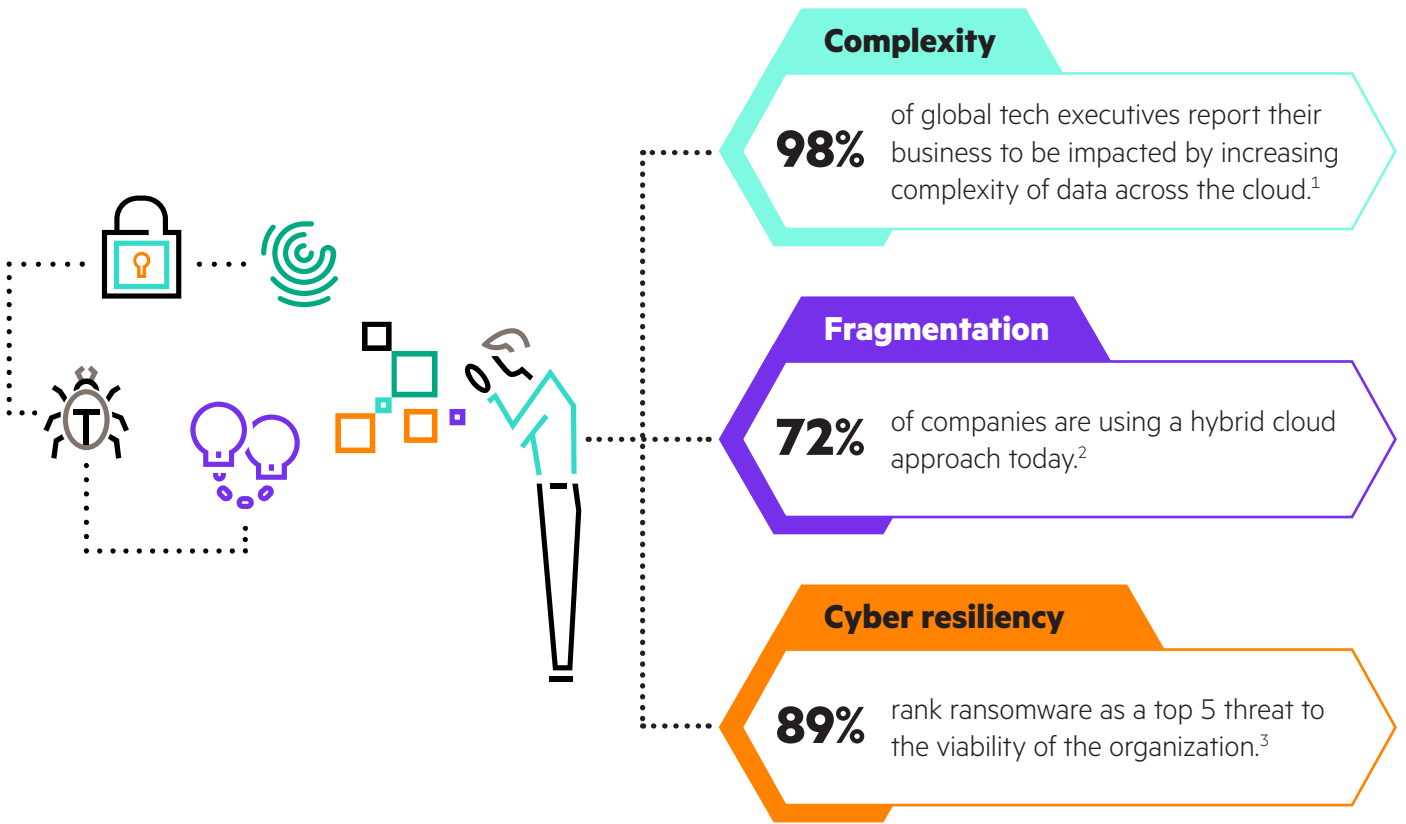 Complexity
98%
of global tech executives report their
business to be impacted by increasing
complexity of data across the cloud.¹
Fragmentation
72%
of companies are using a hybrid cloud
approach today.²
Cyber resiliency
89%
rank ransomware as a top 5 threat to
the viability of the organization.³